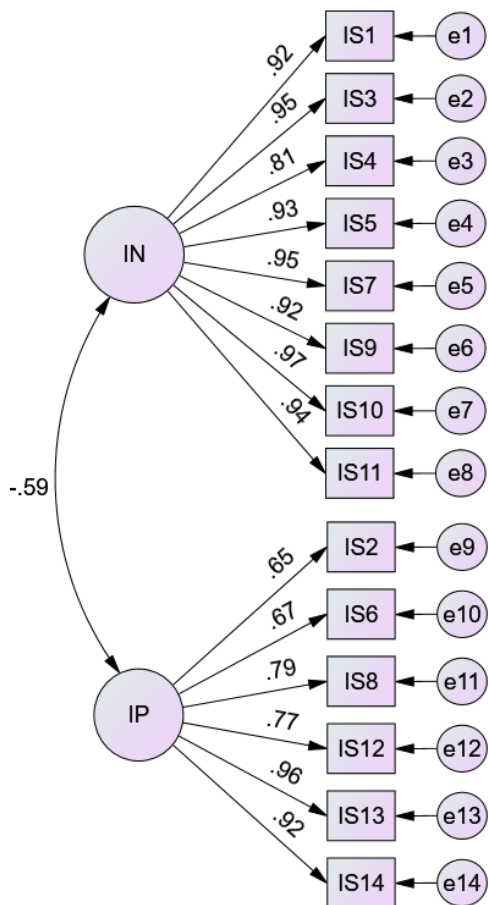 IS1 e1
.92
IS3 e2
.95
IS4 e3
.81
IS5 e4
.93
IN
IS7 e5
.95
IS9 e6
.92
IS10 e7
.97
IS11 e8
.94
-.59
IS2 e9
.65
IS6 e10
.67
IS8 e11
.79
IP
IS12 e12
.77
IS13 e13
.96
IS14 e14
.92